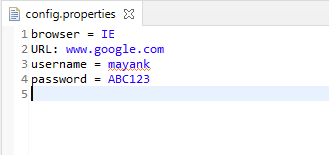 config.properties
1 browser = IE
2 URL: www.google.com
3 username = mayank
4 password = ABC123
5